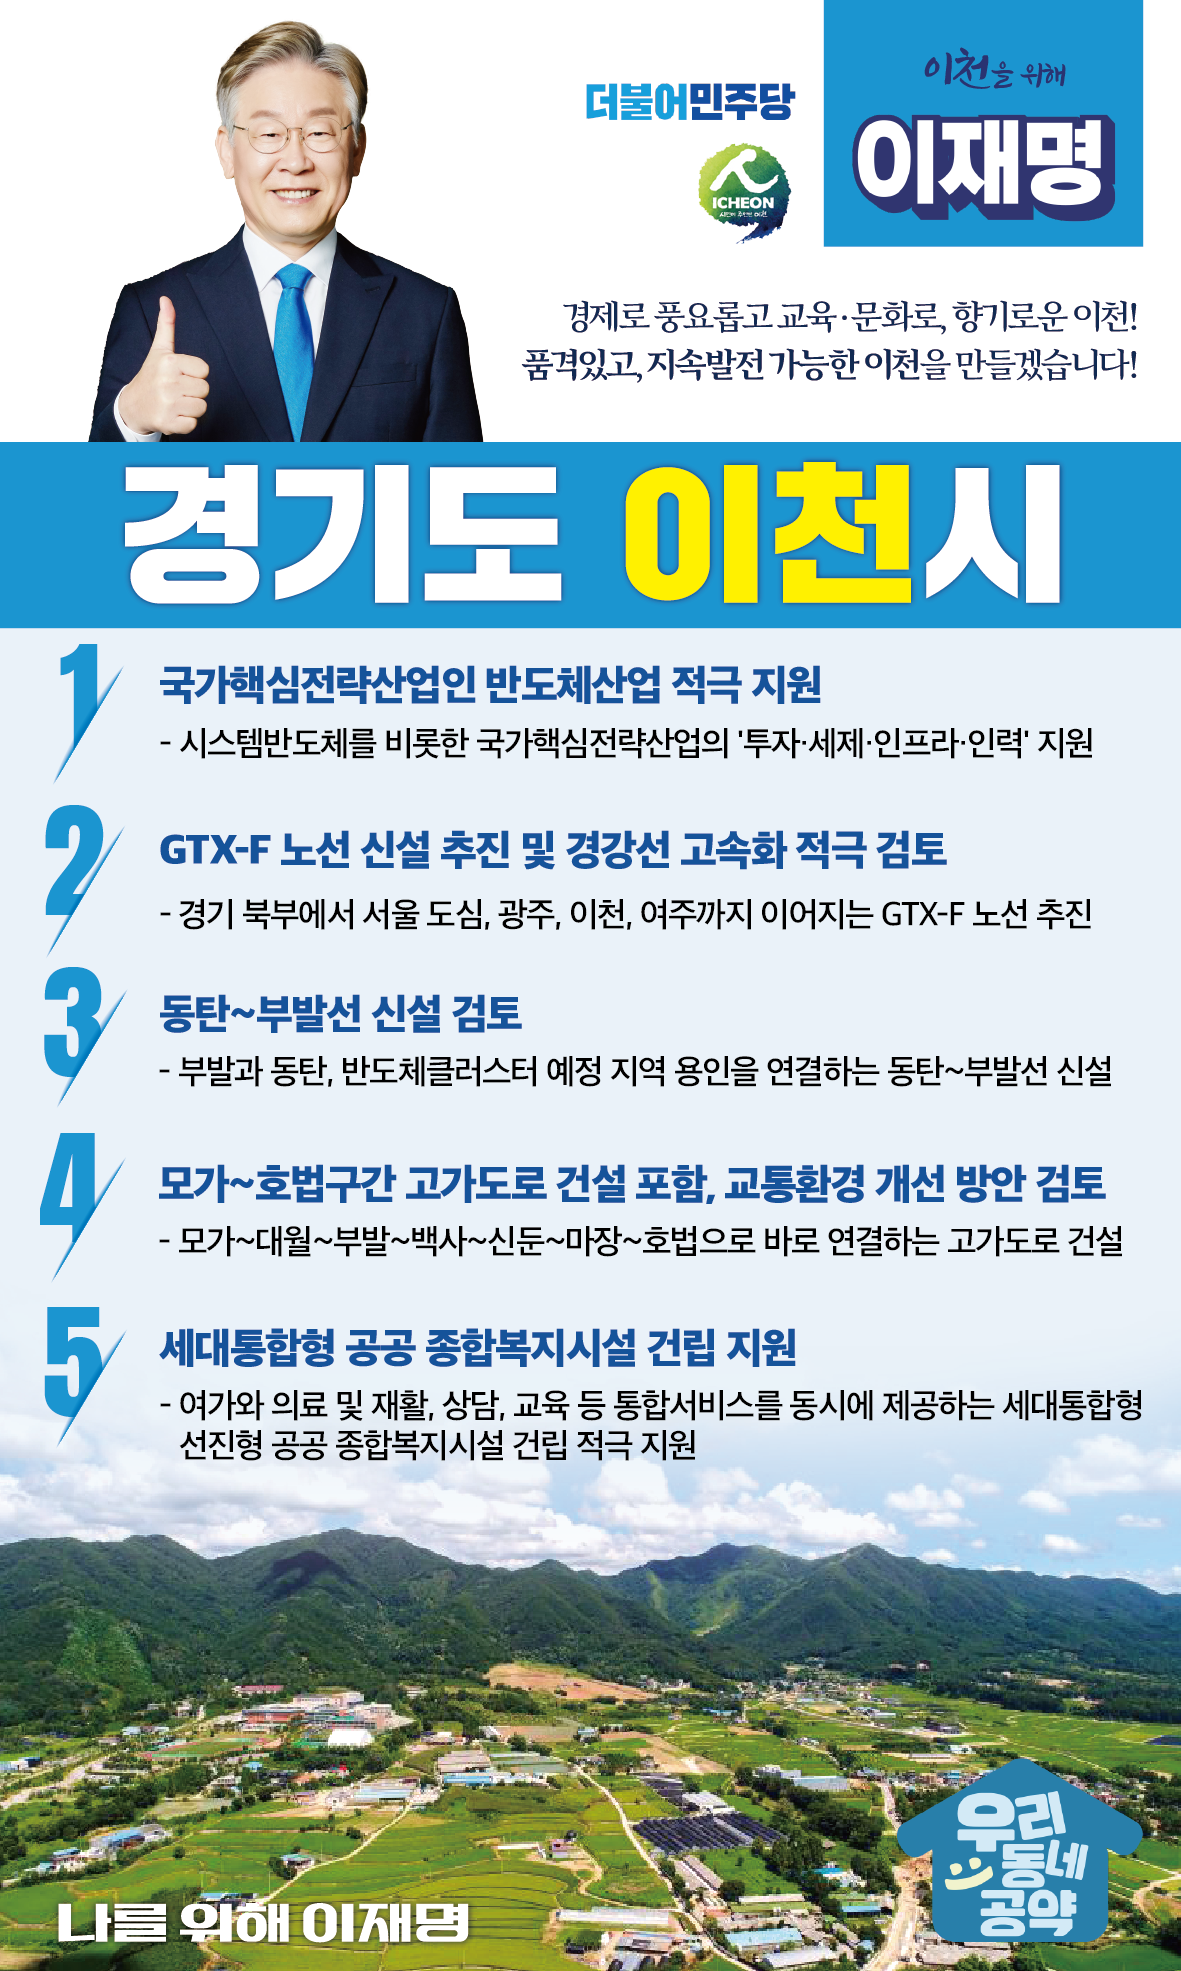 더불어민주당
ICHEON
이천을 위해
이재명
경제로 풍요롭고 교육·문화로, 향기로운 이천!
품격있고, 지속발전 가능한 이천을 만들겠습니다!
경기도 이천시
1 국가핵심전략산업인 반도체산업 적극 지원
- 시스템반도체를 비롯한 국가핵심전략산업의 '투자·세제·인프라·인력' 지원
2 GTX-F 노선 신설 추진 및 경강선 고속화 적극 검토
- 경기 북부에서 서울 도심, 광주, 이천, 여주까지 이어지는 GTX-F 노선 추진
3 동탄~부발선 신설 검토
- 부발과 동탄, 반도체클러스터 예정 지역 용인을 연결하는 동탄~부발선 신설
4 모가~호법구간 고가도로 건설 포함, 교통환경 개선 방안 검토
- 모가~대월~부발~백사~신둔~마장~호법으로 바로 연결하는 고가도로 건설
5 세대통합형 공공 종합복지시설 건립 지원
- 여가와 의료 및 재활, 상담, 교육 등 통합서비스를 동시에 제공하는 세대통합형
선진형 공공 종합복지시설 건립 적극 지원
나를 위해 이재명
우리
동네
공약